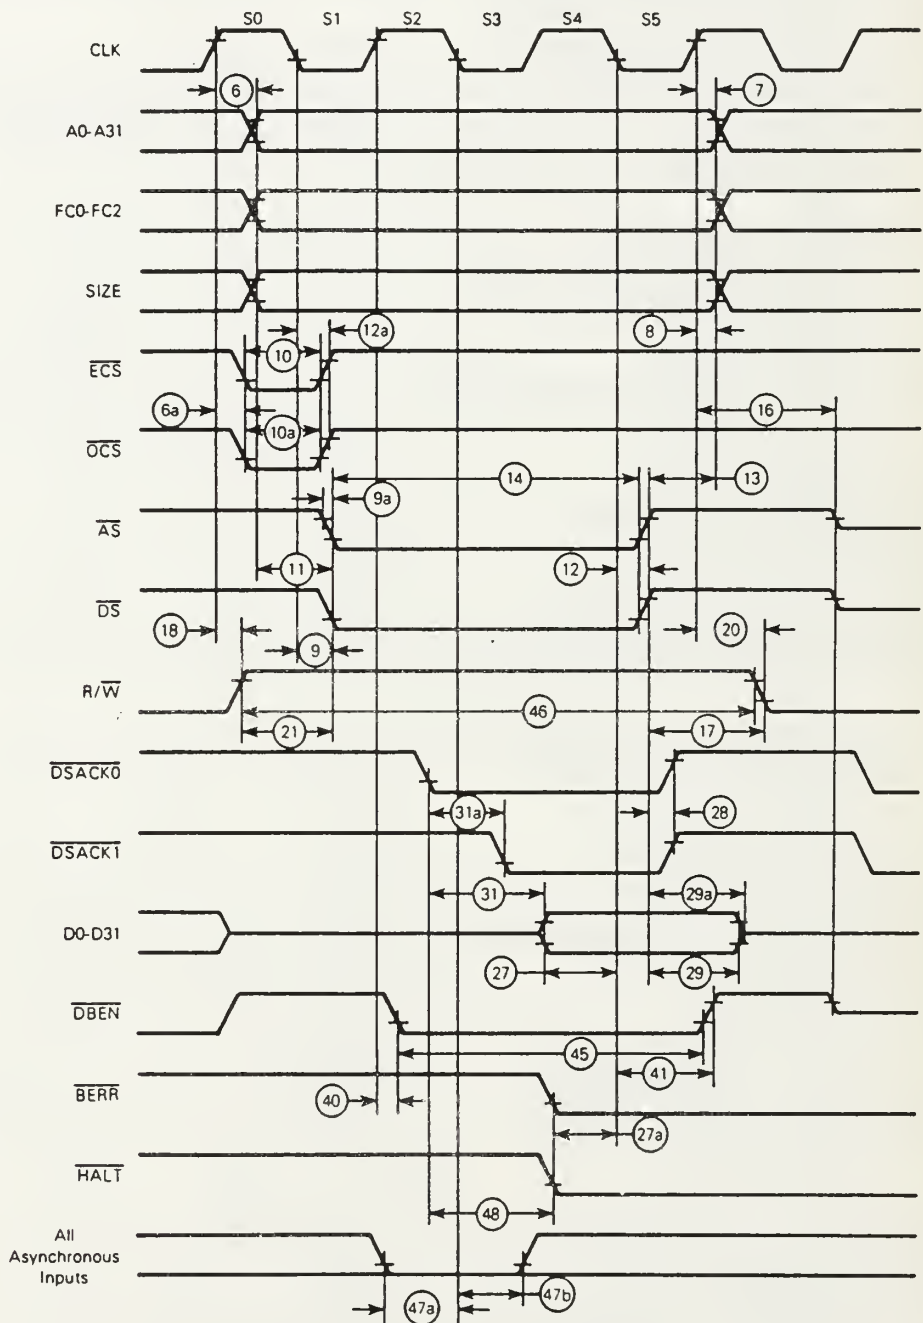 S0 S1 S2 S3 S4 S5
CLK
6 7
A0-A31
FC0-FC2
SIZE
12a 8
10
ECS
6a 16
10a
OCS
14 13
9a
AS
11 12
DS
18 20
9
R/W
46
21 17
DSACK0
31a 28
DSACK1
31 29a
D0-D31
27 29
DBEN
45
41
40
BERR
27a
HALT
48
All
Asynchronous
Inputs
47a 47b